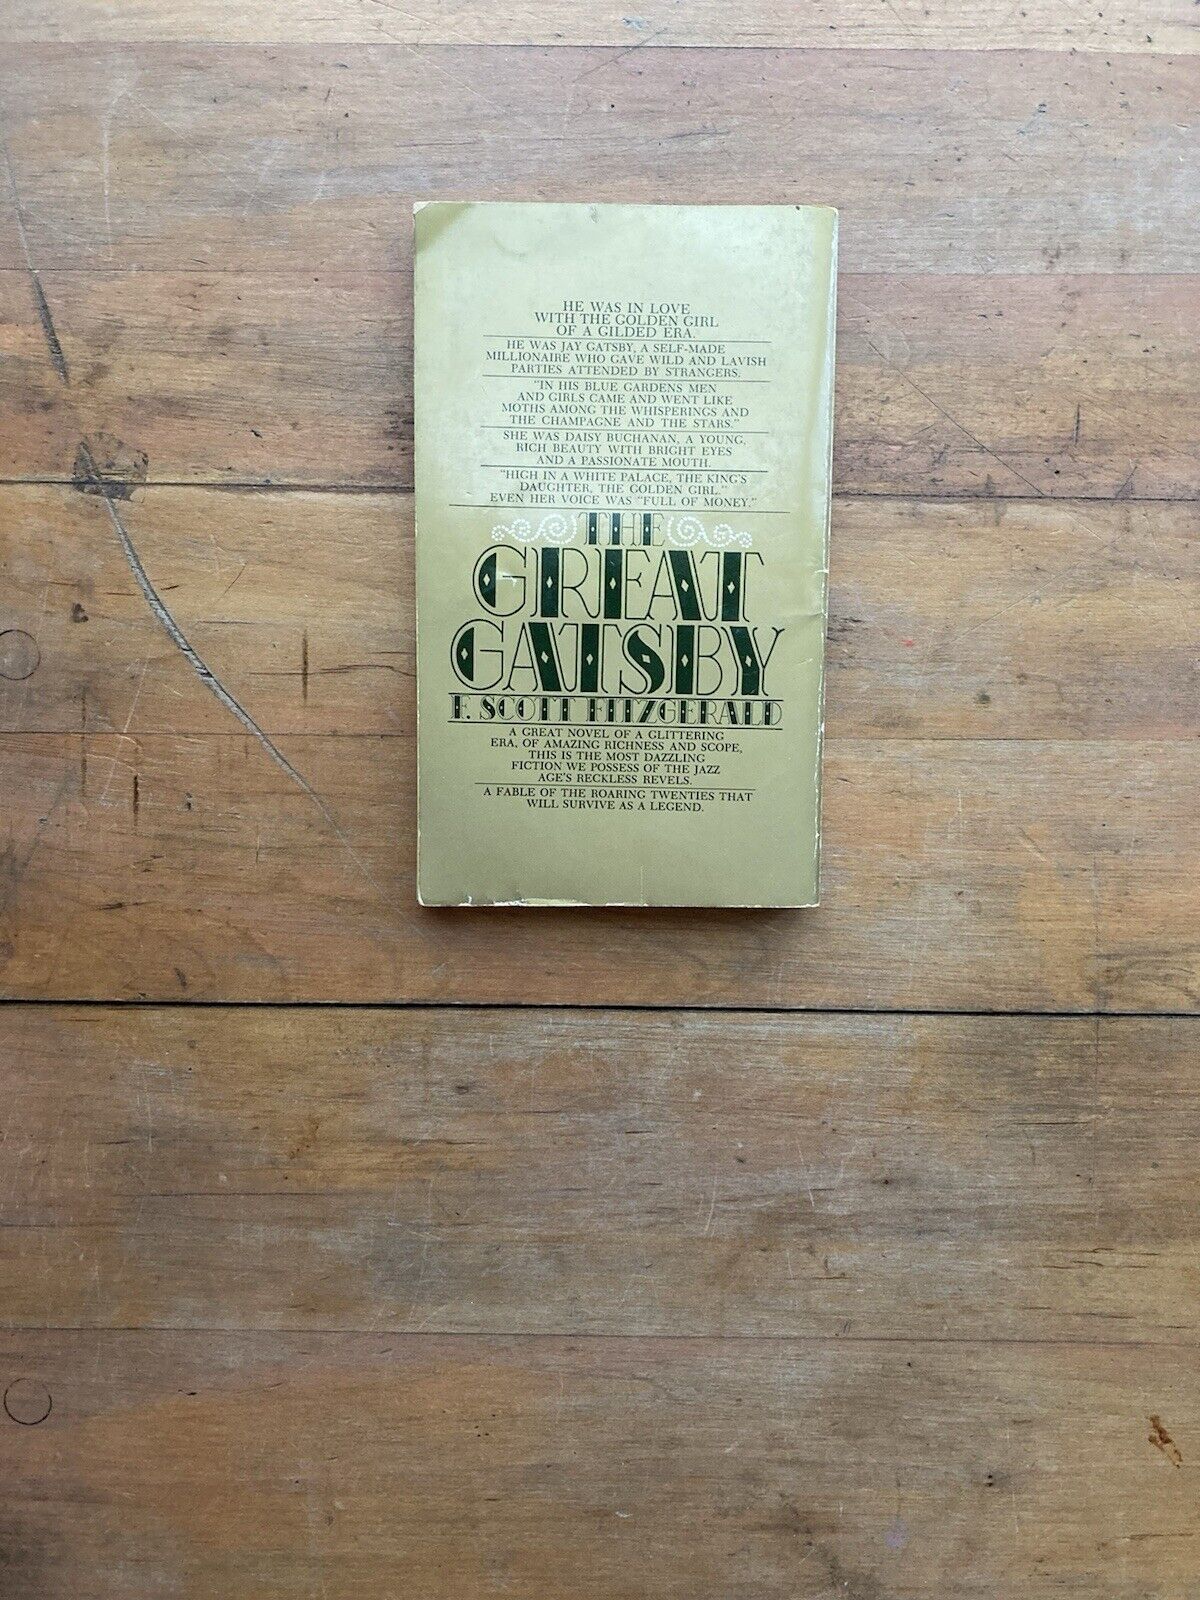 HE WAS IN LOVE
WITH THE GOLDEN GIRL
OF A GILDED ERA.
HE WAS JAY GATSBY, A SELF-MADE
MILLIONAIRE WHO GAVE WILD AND LAVISH
PARTIES ATTENDED BY STRANGERS.
"IN HIS BLUE GARDENS MEN
AND GIRLS CAME AND WENT LIKE
MOTHS AMONG THE WHISPERINGS AND
THE CHAMPAGNE AND THE STARS."
SHE WAS DAISY BUCHANAN, A YOUNG,
RICH BEAUTY WITH BRIGHT EYES
AND A PASSIONATE MOUTH.
"HIGH IN A WHITE PALACE, THE KING'S
DAUGHTER, THE GOLDEN GIRL."
EVEN HER VOICE WAS "FULL OF MONEY."
THE
GREAT
GATSBY
F. SCOTT FITZGERALD
A GREAT NOVEL OF A GLITTERING
ERA, OF AMAZING RICHNESS AND SCOPE,
THIS IS THE MOST DAZZLING
FICTION WE POSSESS OF THE JAZZ
AGE'S RECKLESS REVELS.
A FABLE OF THE ROARING TWENTIES THAT
WILL SURVIVE AS A LEGEND.